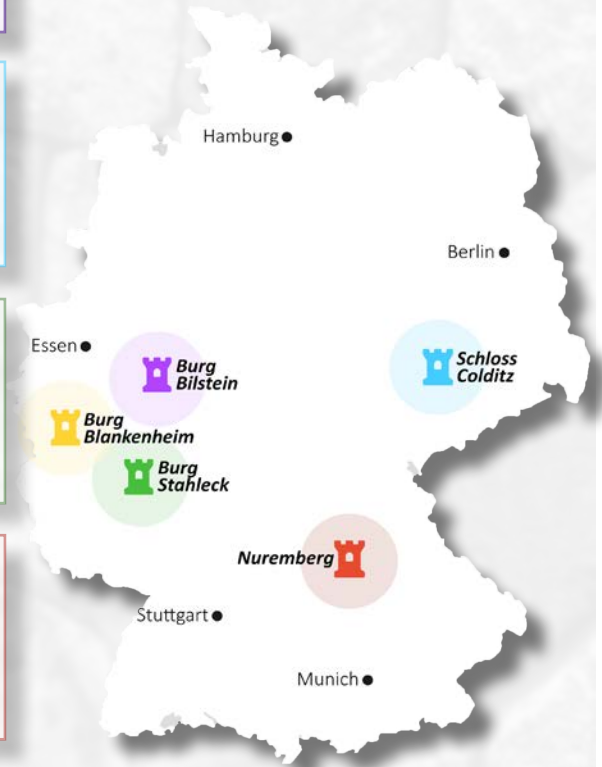 Hamburg
Berlin
Essen
Burg
Bilstein
Schloss
Colditz
Burg
Blankenheim
Burg
Stahleck
Nuremberg
Stuttgart
Munich